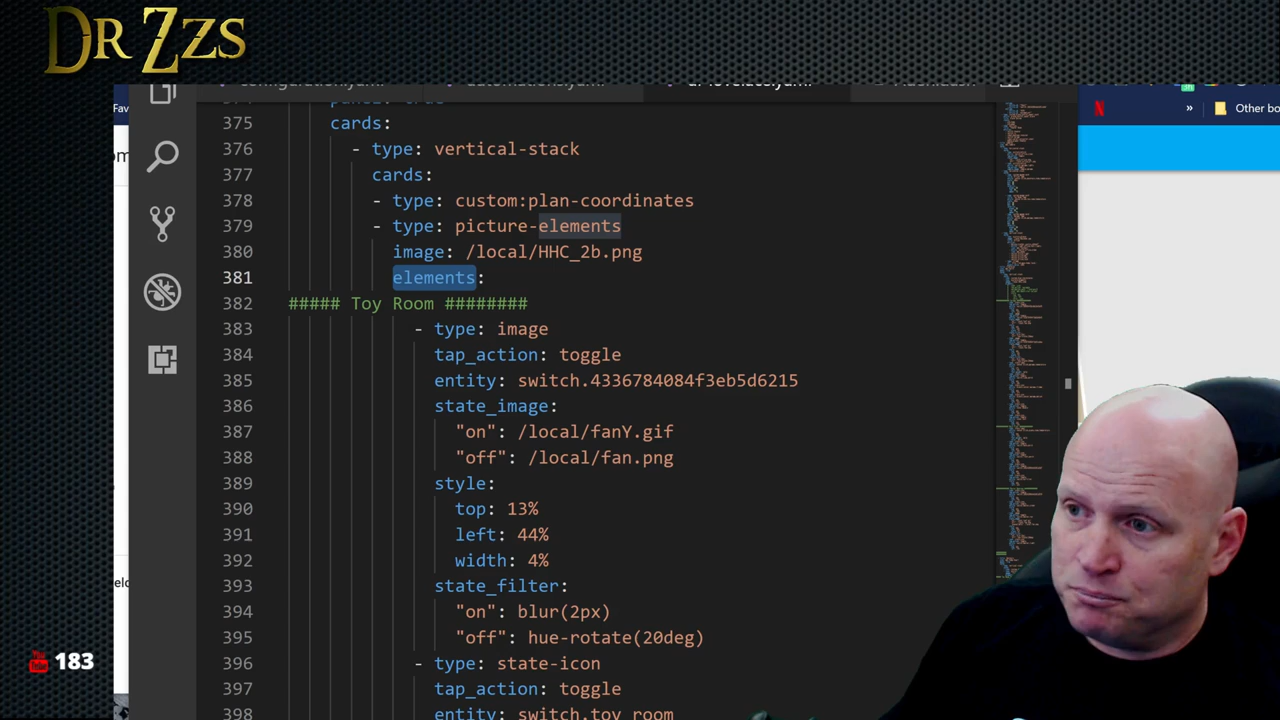 DR ZZS
Fav
»
Other bo
375
cards:
376
- type: vertical-stack
377
cards:
378
- type: custom:plan-coordinates
379
- type: picture-elements
380
image: /local/HHC_2b.png
381
elements:
382
##### Toy Room ########
383
- type: image
384
tap_action: toggle
385
entity: switch.4336784084f3eb5d6215
386
state_image:
387
"on": /local/fanY.gif
388
"off": /local/fan.png
389
style:
390
top: 13%
391
left: 44%
392
width: 4%
393
state_filter:
394
"on": blur(2px)
395
"off": hue-rotate(20deg)
396
- type: state-icon
397
tap_action: toggle
398
entity: switch.toy_room
183